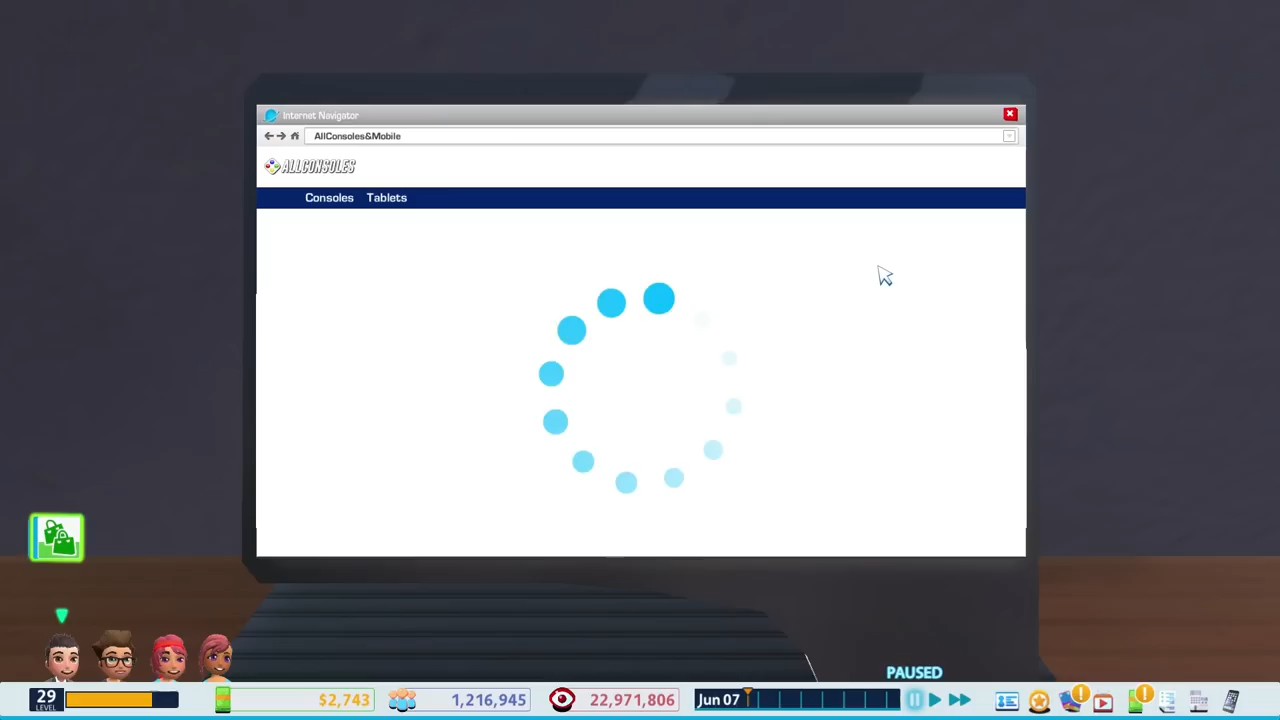 Internet Navigator
AllConsoles&Mobile
ALLCONSOLES
Consoles Tablets
PAUSED
29
LEVEL
$2,743
1,216,945
22,971,806
Jun 07